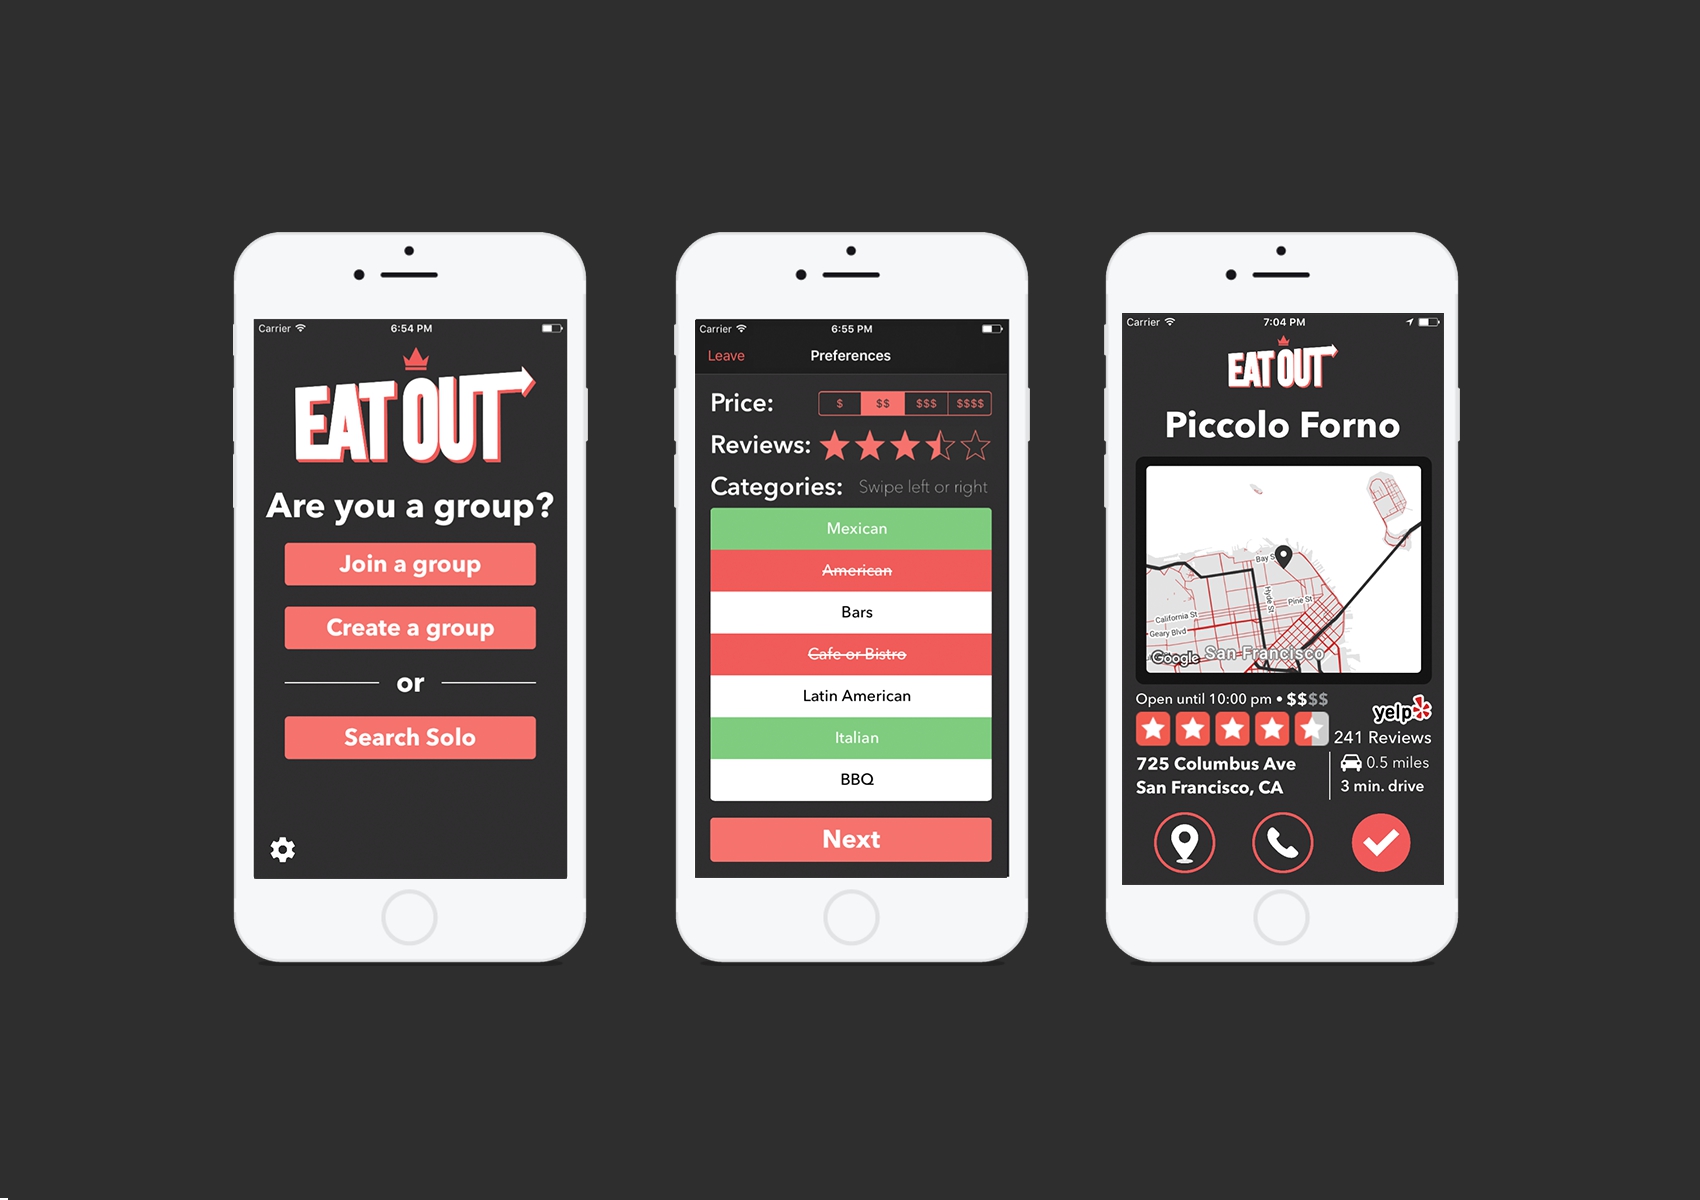 Carrier 6:54 PM
EAT OUT
Are you a group?
Join a group
Create a group
or
Search Solo
Carrier 6:55 PM
Leave Preferences
Price: $ $$ $$$ $$$$
Reviews:
Categories: Swipe left or right
Mexican
American
Bars
Cafe or Bistro
Latin American
Italian
BBQ
Next
Carrier 7:04 PM
EAT OUT
Piccolo Forno
Bay S
Hyde St
Pine St
California St
Geary Blvd
Google San Francisco
Open until 10:00 pm • $$$$
yelp
241 Reviews
725 Columbus Ave
San Francisco, CA
0.5 miles
3 min. drive